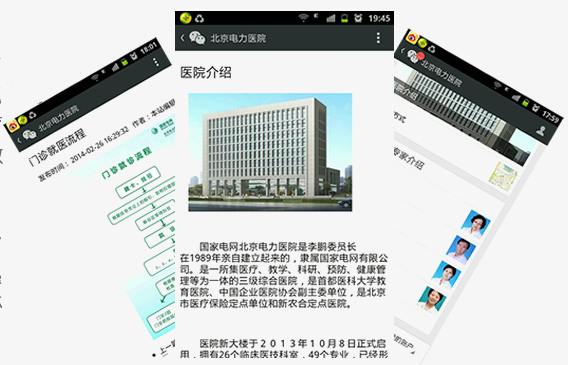 18:01
北京电力医院
门诊就医流程
发布时间：2014-02-26 16:29:32 作者：本站编辑
门诊就诊流程
19:45
北京电力医院
医院介绍
国家电网北京电力医院是李鹏委员长
在1989年亲自建立起来的，隶属国家电网有限公
司。是一所集医疗、教学、科研、预防、健康管
理等为一体的三级综合医院，是首都医科大学教
育医院、中国企业医院协会副主委单位，是北京
市医疗保险定点单位和新农合定点医院。
医院新大楼于２０１３年１０月８日正式启
用，拥有26个临床医技科室，49个专业，已经形
17:59
北京电力医院
医院介绍
方式
专家介绍